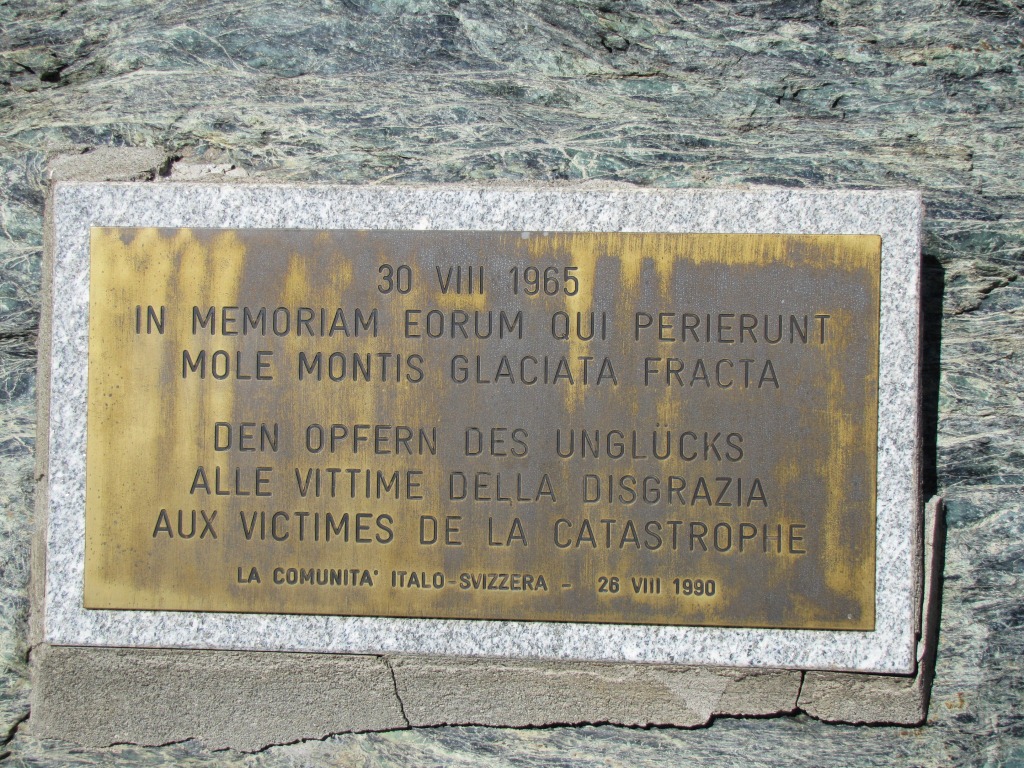 30 VIII 1965
IN MEMORIAM EORUM QUI PERIERUNT
MOLE MONTIS GLACIATA FRACTA
DEN OPFERN DES UNGLÜCKS
ALLE VITTIME DELLA DISGRAZIA
AUX VICTIMES DE LA CATASTROPHE
LA COMUNITA' ITALO-SVIZZERA - 26 VIII 1990